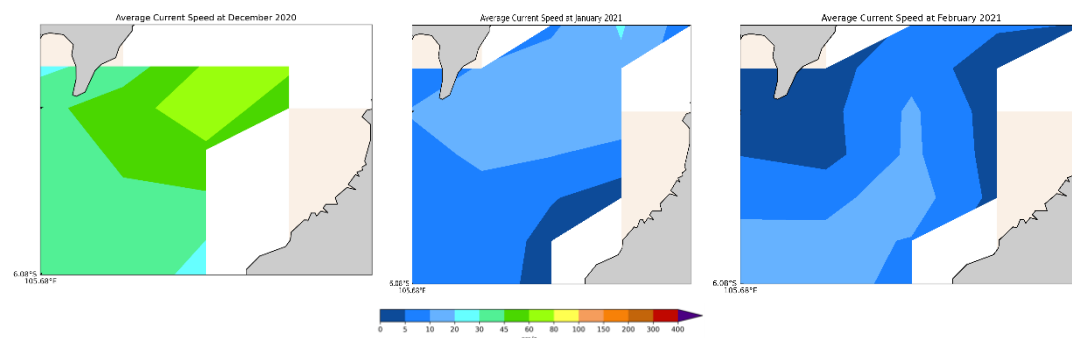 Average Current Speed at December 2020
Average Current Speed at January 2021
Average Current Speed at February 2021
6.08°S
105.68°E
6.08°S
105.68°E
6.08°S
105.68°E
0 5 10 20 30 45 60 80 100 150 200 300 400